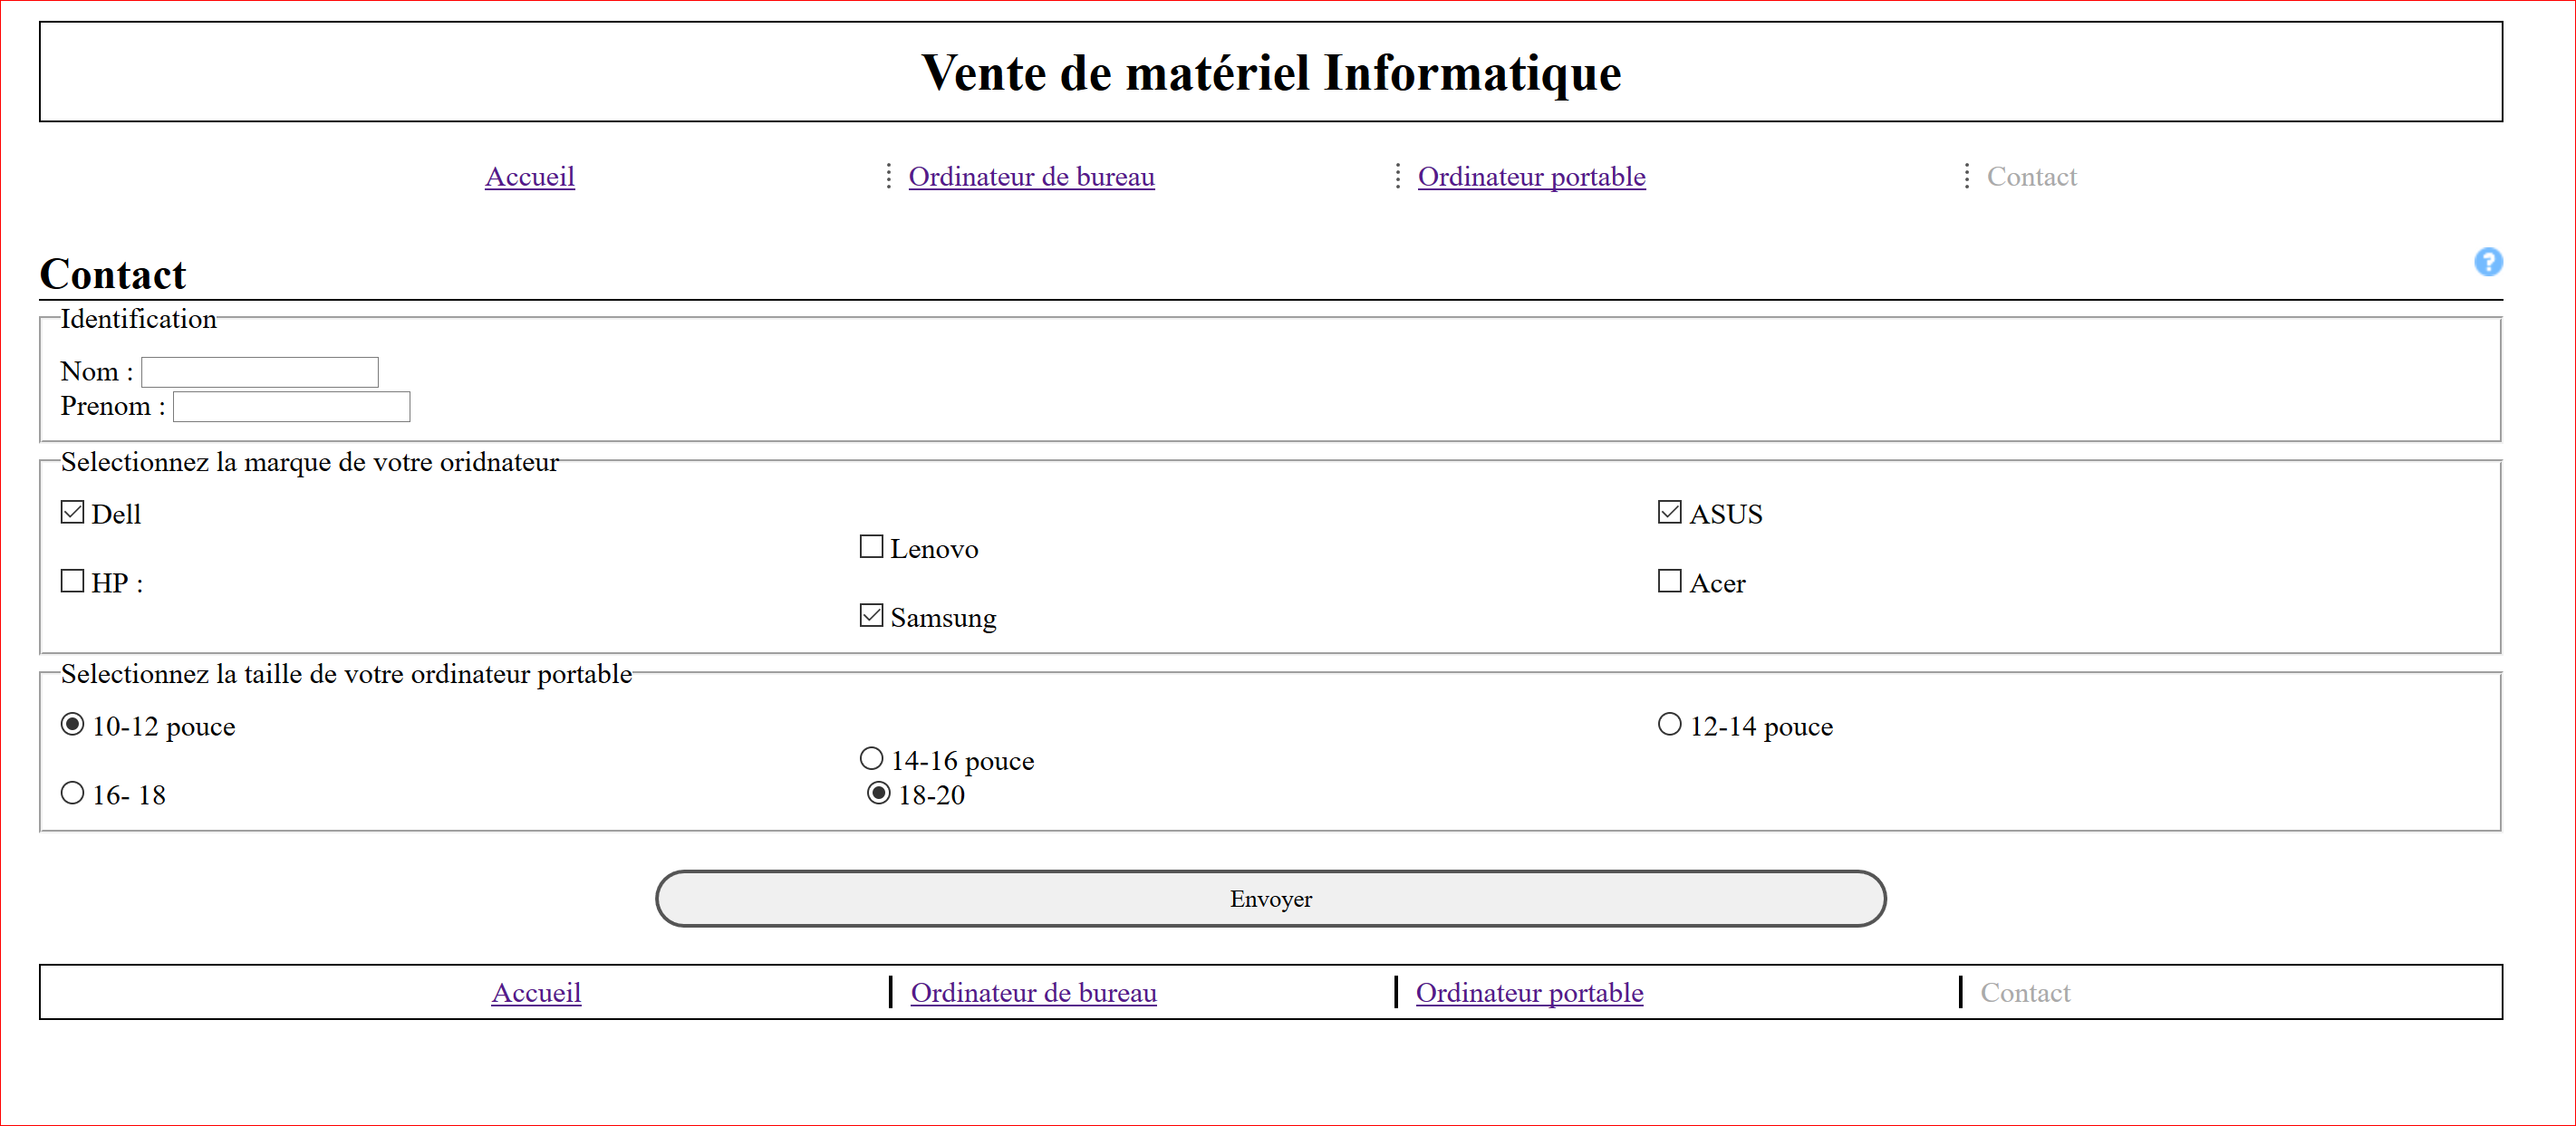 Vente de matériel Informatique
Accueil Ordinateur de bureau Ordinateur portable Contact
Contact ?
Identification
Nom :
Prenom :
Selectionnez la marque de votre oridnateur
Dell ASUS
Lenovo
HP : Acer
Samsung
Selectionnez la taille de votre ordinateur portable
10-12 pouce 12-14 pouce
14-16 pouce
16- 18 18-20
Envoyer
Accueil Ordinateur de bureau Ordinateur portable Contact